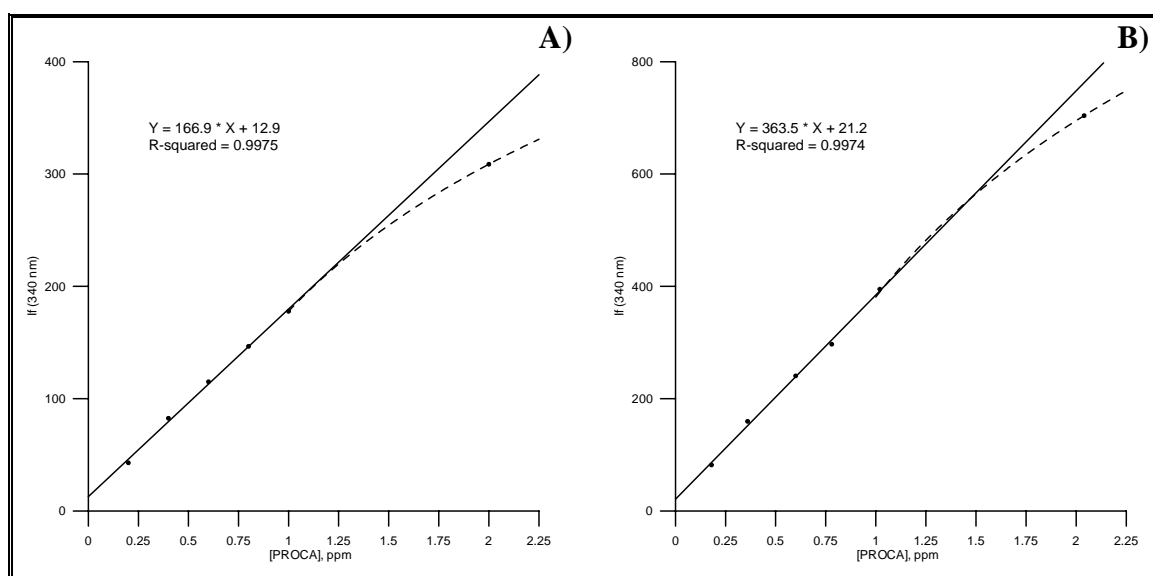 A)
400
300
200
100
0
Y = 166.9 * X + 12.9
R-squared = 0.9975
If (340 nm)
0 0.25 0.5 0.75 1 1.25 1.5 1.75 2 2.25
[PROCA], ppm
B)
800
600
400
200
0
Y = 363.5 * X + 21.2
R-squared = 0.9974
If (340 nm)
0 0.25 0.5 0.75 1 1.25 1.5 1.75 2 2.25
[PROCA], ppm